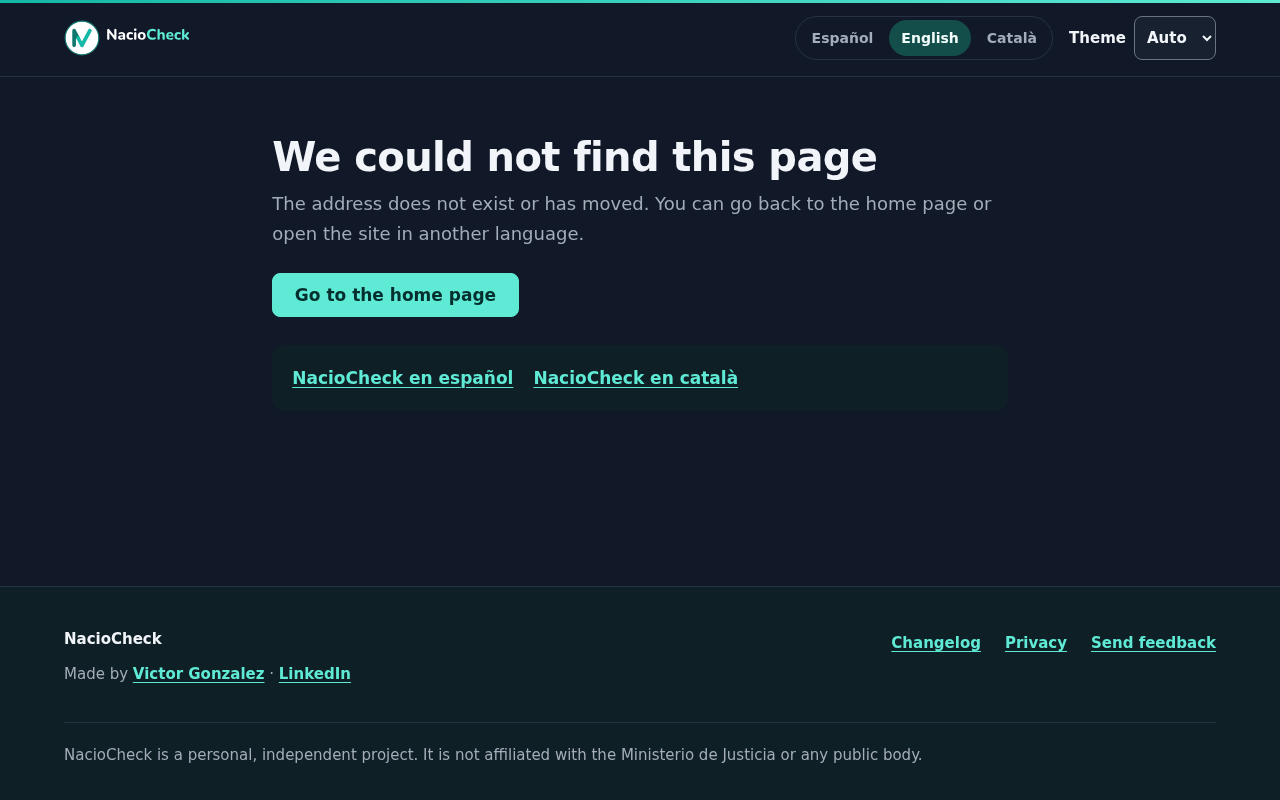 NacioCheck
Español English Català Theme Auto
We could not find this page
The address does not exist or has moved. You can go back to the home page or
open the site in another language.
Go to the home page
NacioCheck en español NacioCheck en català
NacioCheck
Changelog Privacy Send feedback
Made by Victor Gonzalez · LinkedIn
NacioCheck is a personal, independent project. It is not affiliated with the Ministerio de Justicia or any public body.